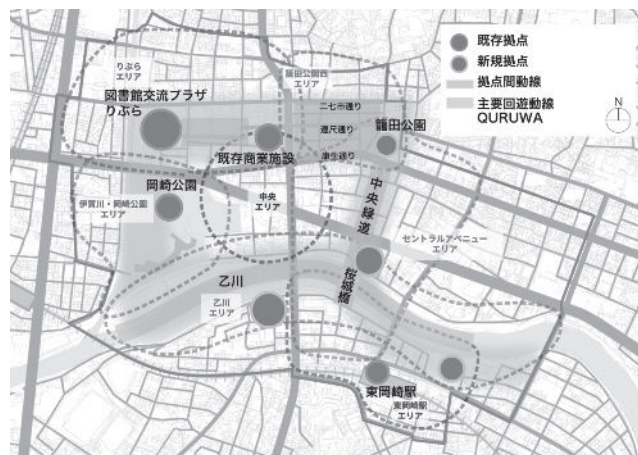 既存拠点
新規拠点
拠点間動線
主要回遊動線
QURUWA
N
りぶら
エリア
籠田公園西
エリア
図書館交流プラザ
りぶら
二七市通り
連尺通り
康生通り
籠田公園
既存商業施設
岡崎公園
伊賀川・岡崎公園
エリア
中央
エリア
中央緑道
セントラルアベニュー
エリア
桜城橋
乙川
乙川
エリア
東岡崎駅
東岡崎駅
エリア